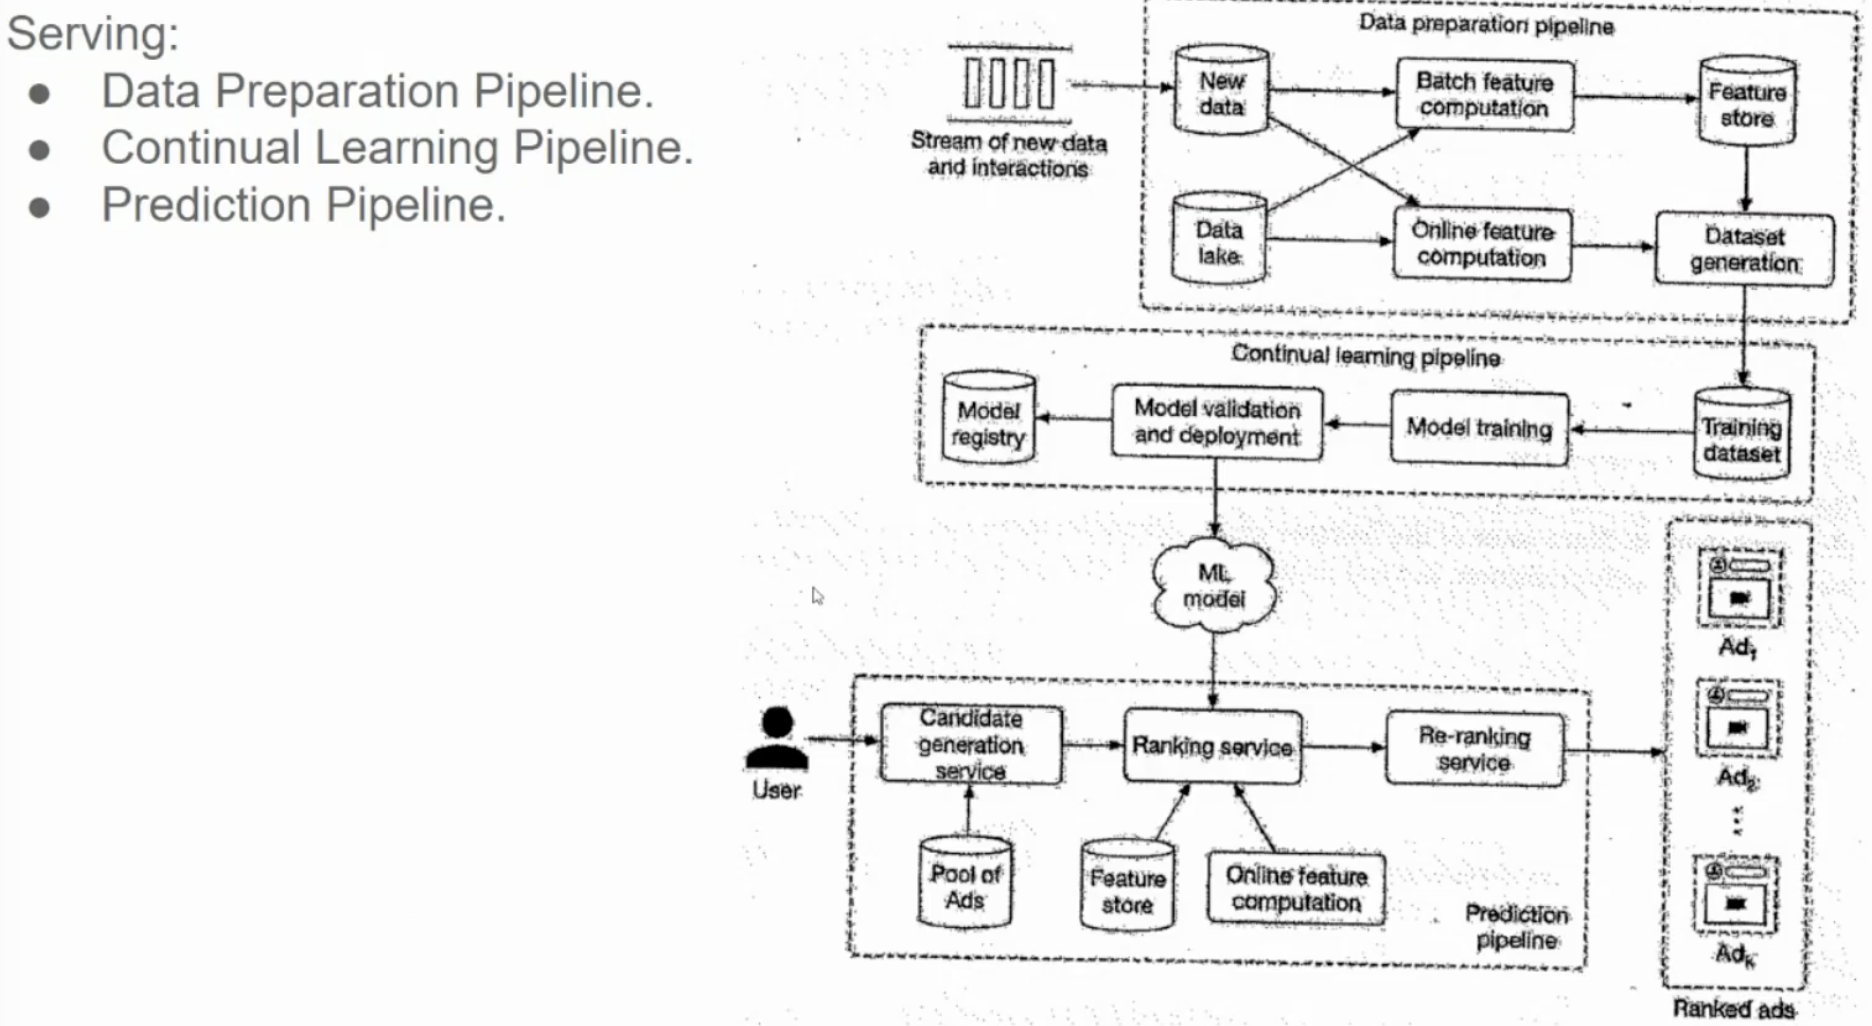 Serving:
● Data Preparation Pipeline.
● Continual Learning Pipeline.
● Prediction Pipeline.
Data preparation pipeline
New
data
Batch feature
computation
Feature
store
Stream of new data
and interactions
Data
lake
Online feature
computation
Dataset
generation
Continual learning pipeline
Model
registry
Model validation
and deployment
Model training
Training
dataset
ML
model
Ad₁
Candidate
generation
service
Ranking service
Re-ranking
service
User
Ad₂
Pool of
Ads
Feature
store
Online feature
computation
Prediction
pipeline
Adₖ
Ranked ads